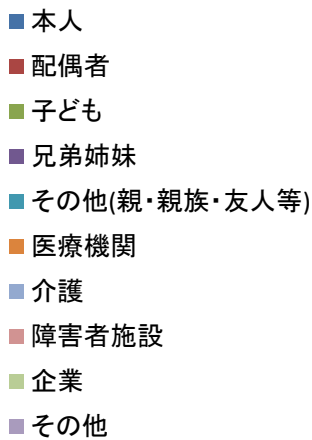 本人
配偶者
子ども
兄弟姉妹
その他(親・親族・友人等)
医療機関
介護
障害者施設
企業
その他